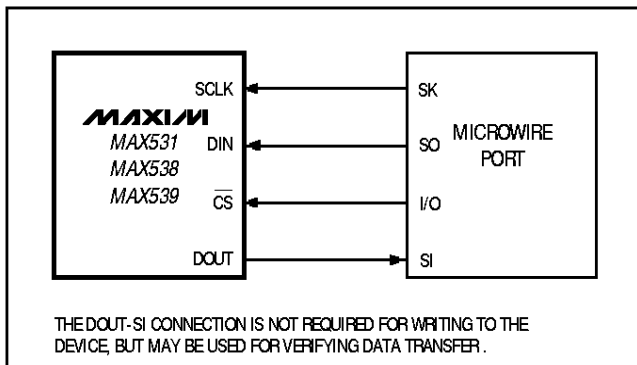 SCLK SK
MAXIM
MAX531 DIN SO MICROWIRE
MAX538 PORT
MAX539 CS I/O
DOUT SI
THE DOUT-SI CONNECTION IS NOT REQUIRED FOR WRITING TO THE
DEVICE, BUT MAY BE USED FOR VERIFYING DATA TRANSFER.